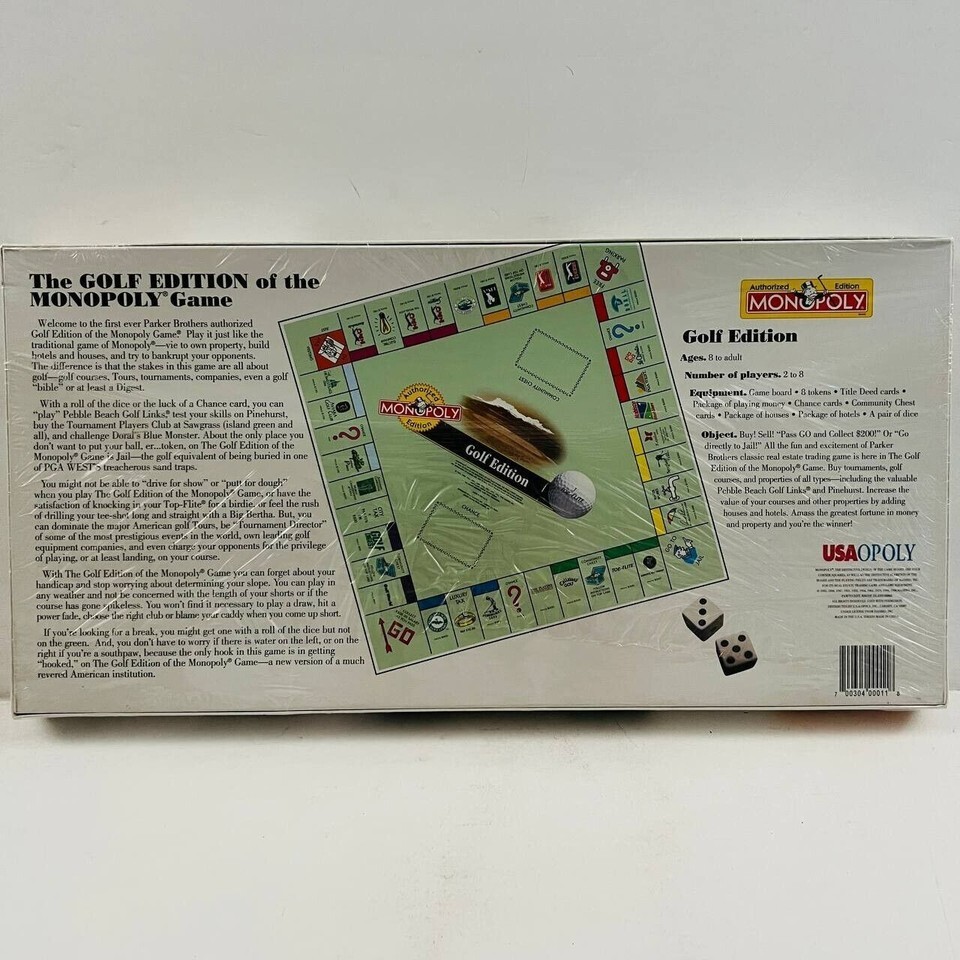 The GOLF EDITION of the
MONOPOLY® Game
Welcome to the first ever Parker Brothers authorized
Golf Edition of the Monopoly Game.® Play it just like the
traditional game of Monopoly®—vie to own property, build
hotels and houses, and try to bankrupt your opponents.
The difference is that the stakes in this game are all about
golf—golf courses, Tours, tournaments, companies, even a golf
"bible" or at least a Digest.
With a roll of the dice or the luck of a Chance card, you can
"play" Pebble Beach Golf Links,® test your skills on Pinehurst,
buy the Tournament Players Club at Sawgrass (island green and
all), and challenge Doral's Blue Monster. About the only place you
don't want to put your ball, er...token, on The Golf Edition of the
Monopoly® Game is Jail—the golf equivalent of being buried in one
of PGA WEST's treacherous sand traps.
You might not be able to "drive for show" or "putt for dough"
when you play The Golf Edition of the Monopoly® Game, or have the
satisfaction of knocking in your Top-Flite® for a birdie, or feel the rush
of drilling your tee-shot long and straight with a Big Bertha. But, you
can dominate the major American golf Tours, be "Tournament Director"
of some of the most prestigious events in the world, own leading golf
equipment companies, and even charge your opponents for the privilege
of playing, or at least landing, on your course.
With The Golf Edition of the Monopoly® Game you can forget about your
handicap and stop worrying about determining your slope. You can play in
any weather and not be concerned with the length of your shorts or if the
course has gone spikeless. You won't find it necessary to play a draw, hit a
power fade, choose the right club or blame your caddy when you come up short.
If you're looking for a break, you might get one with a roll of the dice but not
on the green. And, you don't have to worry if there is water on the left, or on the
right if you're a southpaw, because the only hook in this game is in getting
"hooked," on The Golf Edition of the Monopoly® Game—a new version of a much
revered American institution.
Authorized
MONOPOLY
Edition
Golf Edition
COMMUNITY CHEST
CHANCE
FREE
PARKING
GO TO
JAIL
LUXURY
TAX
GO
Authorized Edition
MONOPOLY
Golf Edition
Ages. 8 to adult
Number of players. 2 to 8
Equipment. Game board • 8 tokens • Title Deed cards •
Package of playing money • Chance cards • Community Chest
cards • Package of houses • Package of hotels • A pair of dice
Object. Buy! Sell! "Pass GO and Collect $200!" Or "Go
directly to Jail!" All the fun and excitement of Parker
Brothers classic real estate trading game is here in The Golf
Edition of the Monopoly® Game. Buy tournaments, golf
courses, and properties of all types—including the valuable
Pebble Beach Golf Links® and Pinehurst. Increase the
value of your courses and other properties by adding
houses and hotels. Amass the greatest fortune in money
and property and you're the winner!
USAOPOLY
7 00304 00011 8